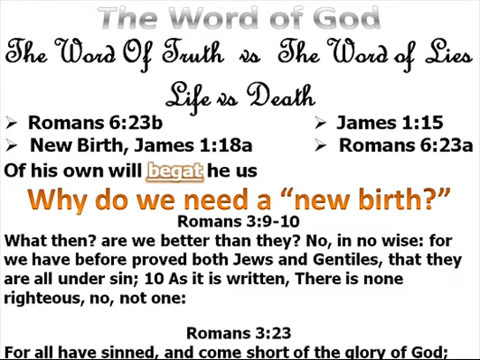 The Word of God
The Word Of Truth vs The Word of Lies
Life vs Death
➢ Romans 6:23b ➢ James 1:15
➢ New Birth, James 1:18a ➢ Romans 6:23a
Of his own will begat he us
Why do we need a “new birth?”
Romans 3:9-10
What then? are we better than they? No, in no wise: for
we have before proved both Jews and Gentiles, that they
are all under sin; 10 As it is written, There is none
righteous, no, not one:
Romans 3:23
For all have sinned, and come short of the glory of God;